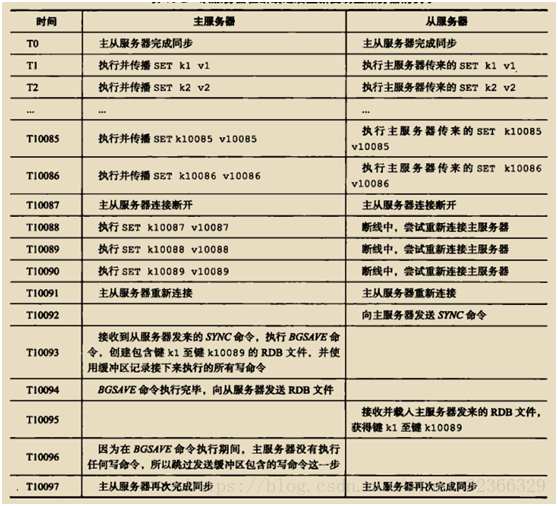 时间 主服务器 从服务器
T0 主从服务器完成同步 主从服务器完成同步
T1 执行并传播 SET k1 v1 执行主服务器传来的 SET k1 v1
T2 执行并传播 SET k2 v2 执行主服务器传来的 SET k2 v2
... ... ...
T10085 执行并传播 SET k10085 v10085 执行主服务器传来的 SET k10085
v10085
T10086 执行并传播 SET k10086 v10086 执行主服务器传来的 SET k10086
v10086
T10087 主从服务器连接断开 主从服务器连接断开
T10088 执行 SET k10087 v10087 断线中，尝试重新连接主服务器
T10089 执行 SET k10088 v10088 断线中，尝试重新连接主服务器
T10090 执行 SET k10089 v10089 断线中，尝试重新连接主服务器
T10091 主从服务器重新连接 主从服务器重新连接
T10092 向主服务器发送 SYNC 命令
T10093 接收到从服务器发来的 SYNC 命令，执行 BGSAVE 命
令，创建包含键 k1 至键 k10089 的 RDB 文件，并使
用缓冲区记录接下来执行的所有写命令
T10094 BGSAVE 命令执行完毕，向从服务器发送 RDB 文件
T10095 接收并载入主服务器发来的 RDB 文件，
获得键 k1 至键 k10089
T10096 因为在 BGSAVE 命令执行期间，主服务器没有执行
任何写命令，所以跳过发送缓冲区包含的写命令这一步
T10097 主从服务器再次完成同步 主从服务器再次完成同步